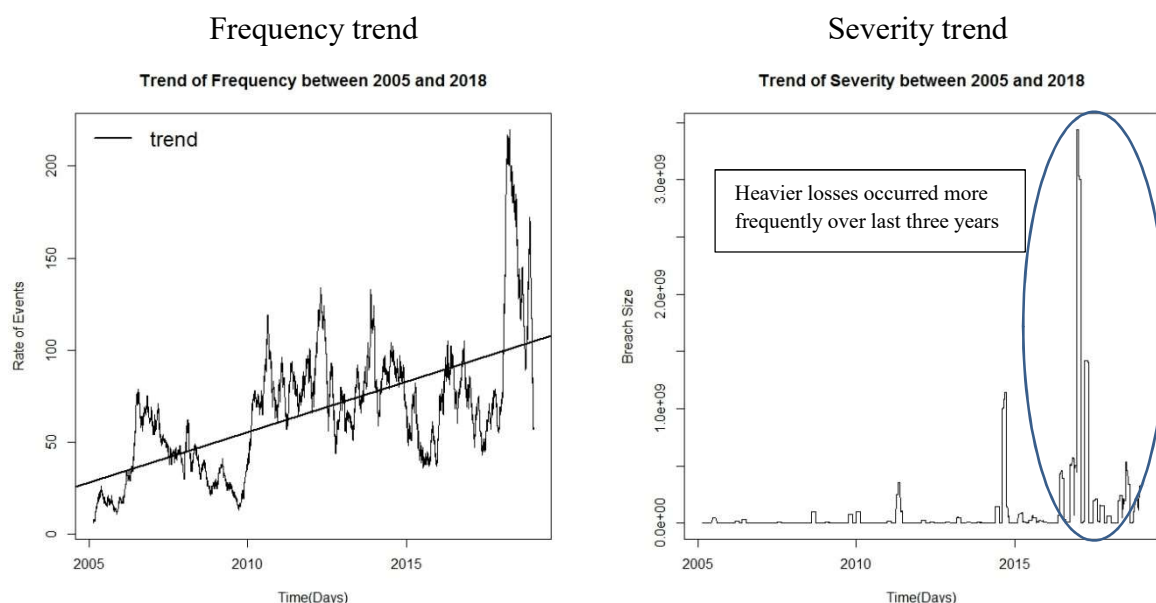 Frequency trend
Trend of Frequency between 2005 and 2018
trend
Rate of Events
200
150
100
50
0
2005
2010
2015
Time(Days)
Severity trend
Trend of Severity between 2005 and 2018
Heavier losses occurred more
frequently over last three years
Breach Size
3.0e+09
2.0e+09
1.0e+09
0.0e+00
2005
2010
2015
Time(Days)